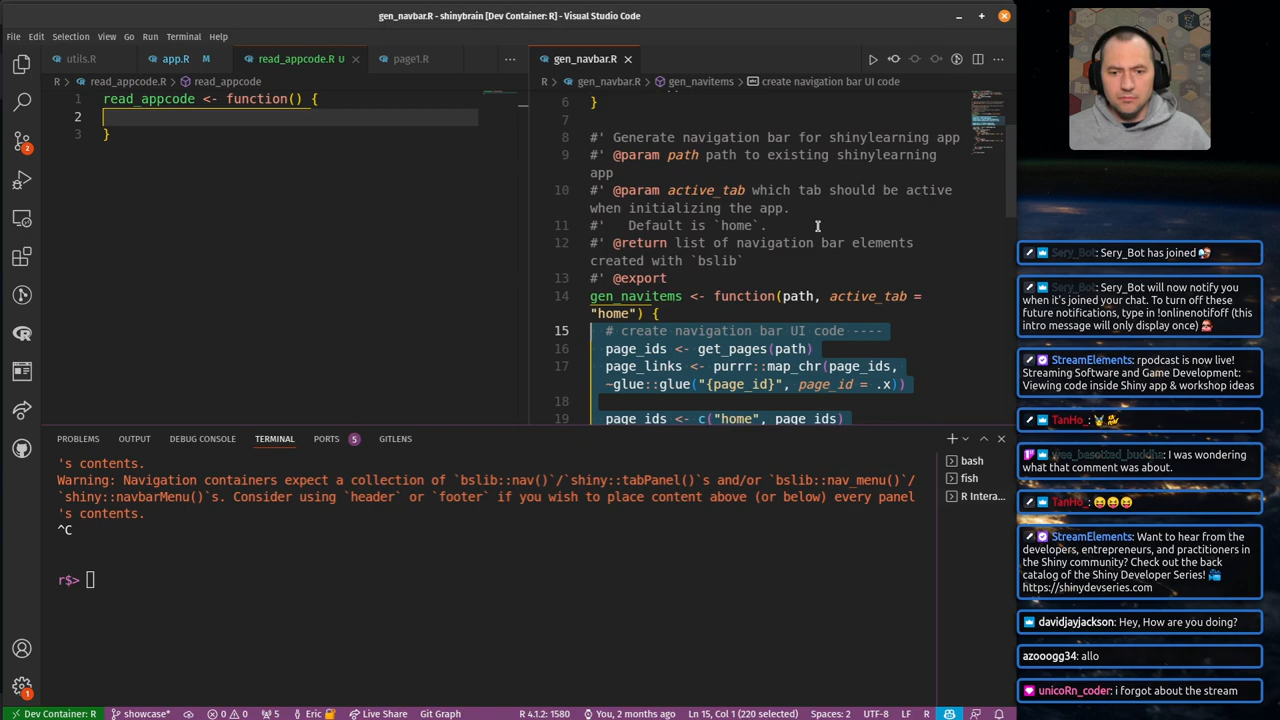 gen_navbar.R - shinybrain [Dev Container: R] - Visual Studio Code
File Edit Selection View Go Run Terminal Help
utils.R app.R read_appcode.R U page1.R
R > read_appcode.R > read_appcode
1 read_appcode <- function() {
2
3 }
gen_navbar.R
R > gen_navbar.R > gen_navitems > create navigation bar UI code
6 }
7
8 #' Generate navigation bar for shinylearning app
9 #' @param path path to existing shinylearning
app
10 #' @param active_tab which tab should be active
when initializing the app.
11 #'   Default is `home`.
12 #' @return list of navigation bar elements
created with `bslib`
13 #' @export
14 gen_navitems <- function(path, active_tab =
"home") {
15 # create navigation bar UI code ----
16 page_ids <- get_pages(path)
17 page_links <- purrr::map_chr(page_ids,
~glue::glue("{page_id}", page_id = .x))
18
19 page_ids <- c("home", page_ids)
PROBLEMS OUTPUT DEBUG CONSOLE TERMINAL PORTS 5 GITLENS
's contents.
Warning: Navigation containers expect a collection of `bslib::nav()`/`shiny::tabPanel()`s and/or `bslib::nav_menu()`/
`shiny::navbarMenu()`s. Consider using `header` or `footer` if you wish to place content above (or below) every panel
's contents.
^C
r$>
bash
fish
R Intera...
2
1
Dev Container: R showcase* 0 0 5 Eric Live Share Git Graph R 4.1.2: 1580 You, 2 months ago Ln 15, Col 1 (220 selected) Spaces: 2 UTF-8 LF R
Sery_Bot: Sery_Bot has joined
Sery_Bot: Sery_Bot will now notify you
when it's joined your chat. To turn off these
future notifications, type in !onlinenotifoff (this
intro message will only display once)
StreamElements: rpodcast is now live!
Streaming Software and Game Development:
Viewing code inside Shiny app & workshop ideas
TanHo_:
wee_besotted_buddha: I was wondering
what that comment was about.
TanHo_:
StreamElements: Want to hear from the
developers, entrepreneurs, and practitioners in
the Shiny community? Check out the back
catalog of the Shiny Developer Series!
https://shinydevseries.com
davidjayjackson: Hey, How are you doing?
azooogg34: allo
unicoRn_coder: i forgot about the stream